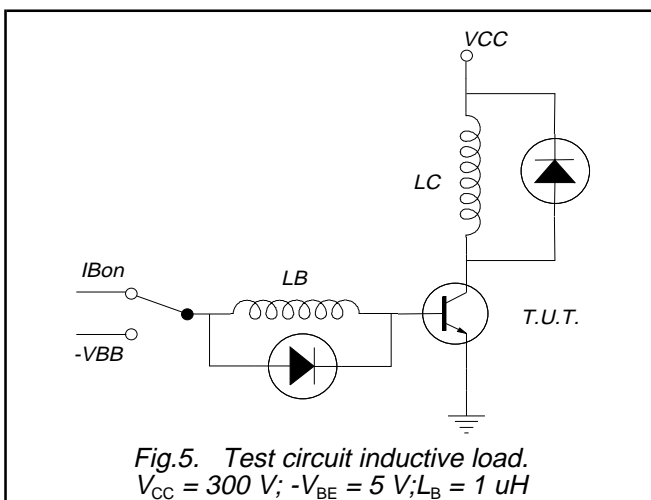 VCC
LC
IBon
LB
T.U.T.
-VBB
Fig.5. Test circuit inductive load.
VCC = 300 V; -VBE = 5 V;LB = 1 uH